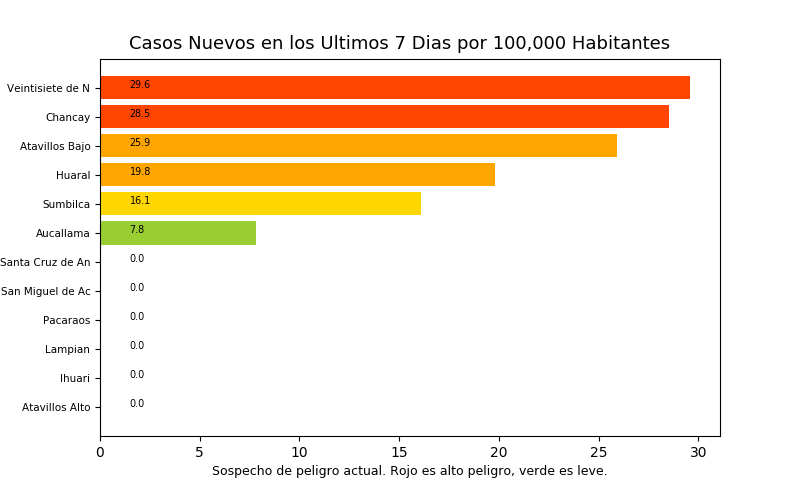 Casos Nuevos en los Ultimos 7 Dias por 100,000 Habitantes
Veintisiete de N 29.6
Chancay 28.5
Atavillos Bajo 25.9
Huaral 19.8
Sumbilca 16.1
Aucallama 7.8
Santa Cruz de An 0.0
San Miguel de Ac 0.0
Pacaraos 0.0
Lampian 0.0
Ihuari 0.0
Atavillos Alto 0.0
0 5 10 15 20 25 30
Sospecho de peligro actual. Rojo es alto peligro, verde es leve.